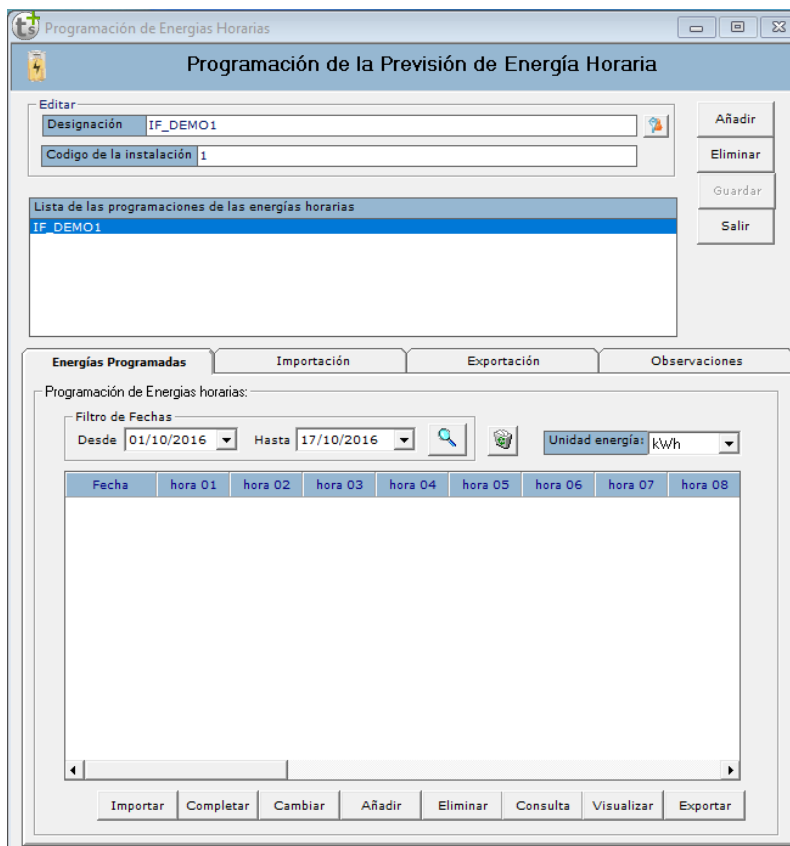 ts Programación de Energias Horarias
Programación de la Previsión de Energía Horaria
Editar
Designación IF_DEMO1
Codigo de la instalación 1
Añadir
Eliminar
Guardar
Salir
Lista de las programaciones de las energías horarias
IF_DEMO1
Energías Programadas Importación Exportación Observaciones
Programación de Energias horarias:
Filtro de Fechas
Desde 01/10/2016 Hasta 17/10/2016 Unidad energía: kWh
Fecha hora 01 hora 02 hora 03 hora 04 hora 05 hora 06 hora 07 hora 08
Importar Completar Cambiar Añadir Eliminar Consulta Visualizar Exportar